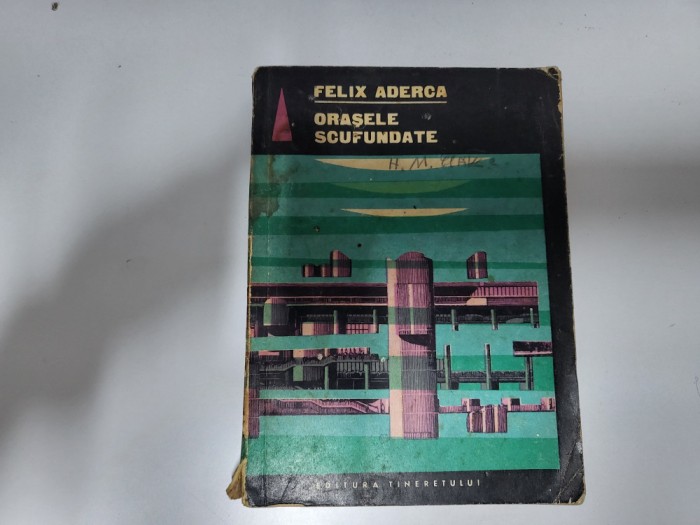 FELIX ADERCA
ORAŞELE
SCUFUNDATE
H. M.
EDITURA TINERETULUI